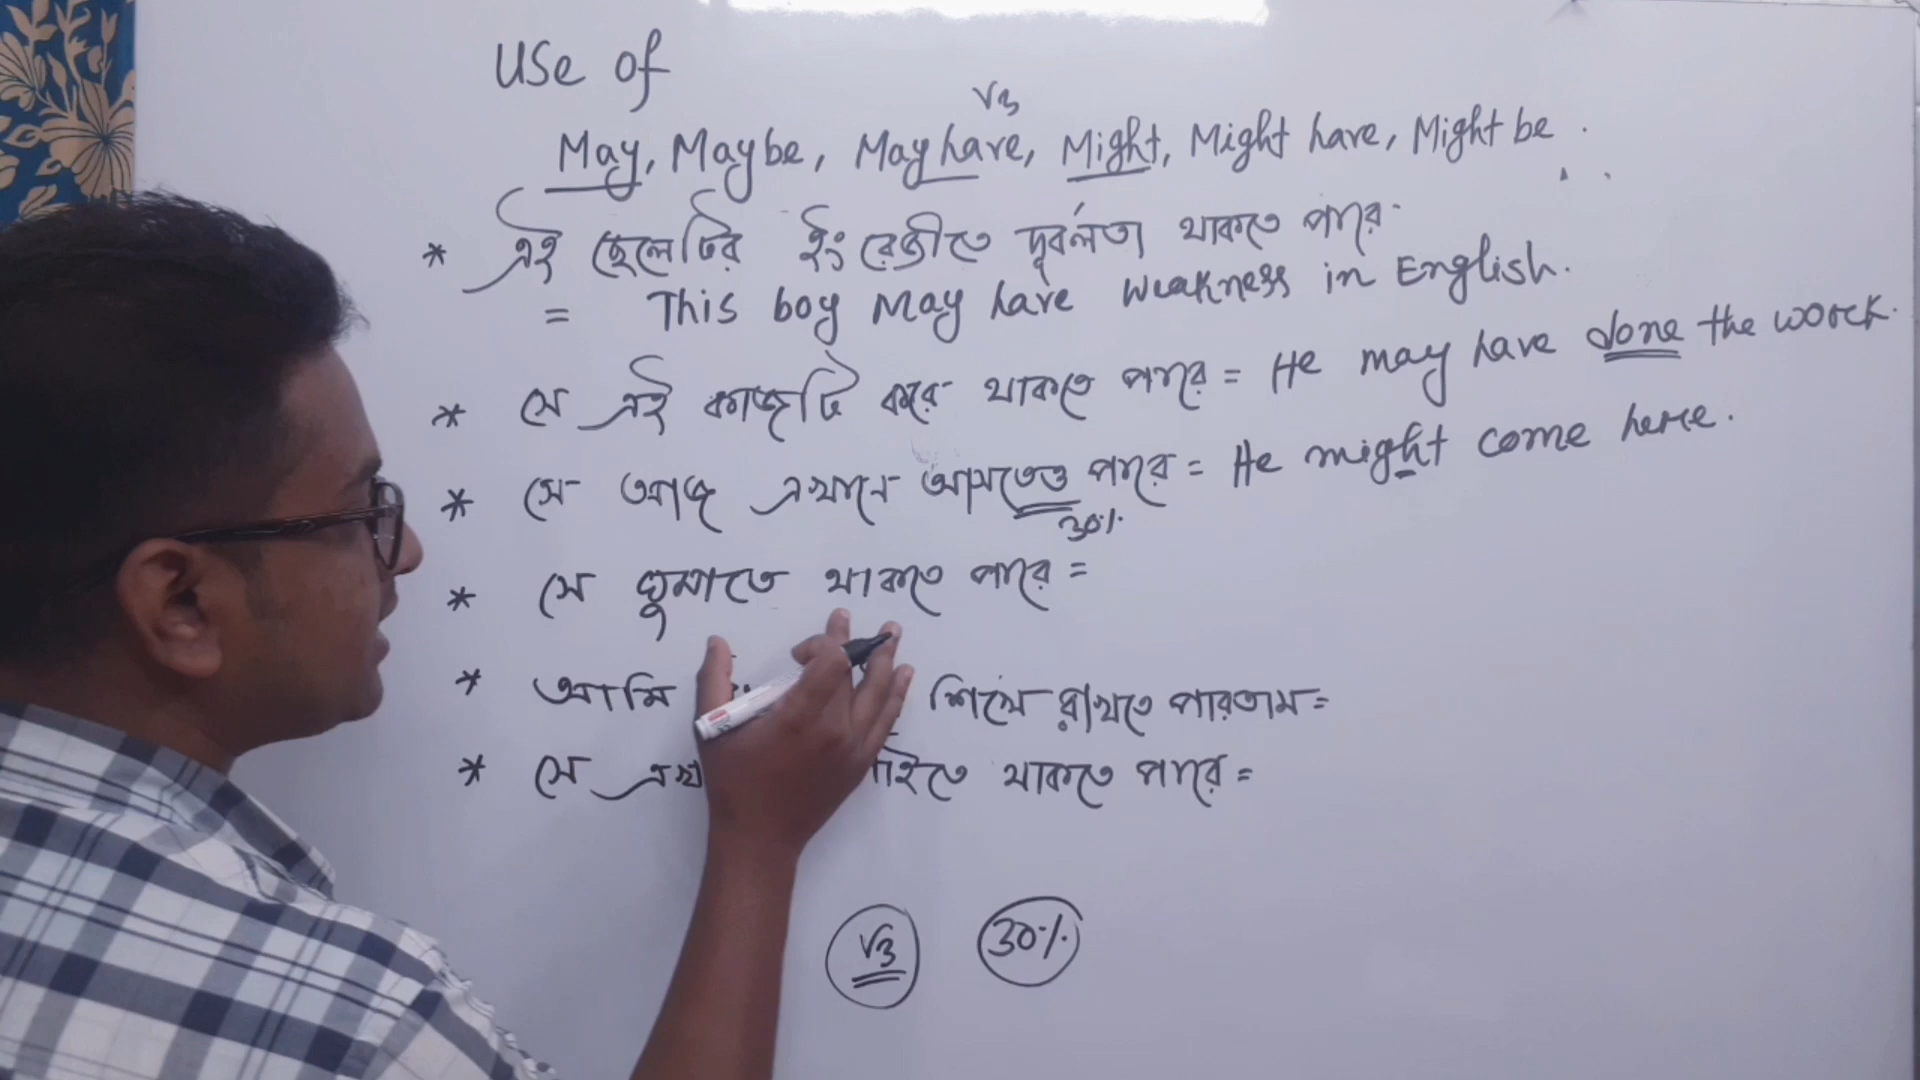 Use of
V3
May, Maybe, May have, Might, Might have, Might be.
* এই ছেলেটির ইংরেজীতে দূর্বলতা থাকতে পারে
= This boy May have weakness in English.
* সে এই কাজটি করে থাকতে পারে = He may have done the work.
* সে আজ এখানে আসতেও পারে = He might come here.
30%
* সে ঘুমাতে থাকতে পারে =
* আমি শিখে রাখতে পারতাম =
* সে থাকতে পারে =
V3 30%